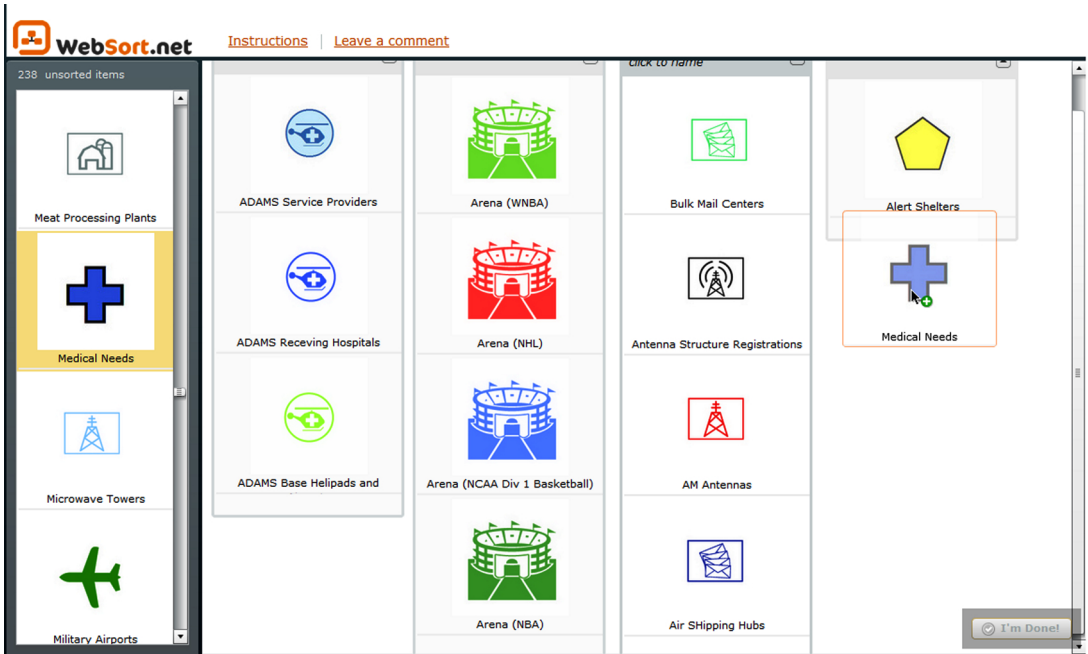 WebSort.net
Instructions | Leave a comment
238 unsorted items
Meat Processing Plants
Medical Needs
Microwave Towers
Military Airports
ADAMS Service Providers
ADAMS Receving Hospitals
ADAMS Base Helipads and
Arena (WNBA)
Arena (NHL)
Arena (NCAA Div 1 Basketball)
Arena (NBA)
click to name
Bulk Mail Centers
Antenna Structure Registrations
AM Antennas
Air SHipping Hubs
Alert Shelters
Medical Needs
I'm Done!